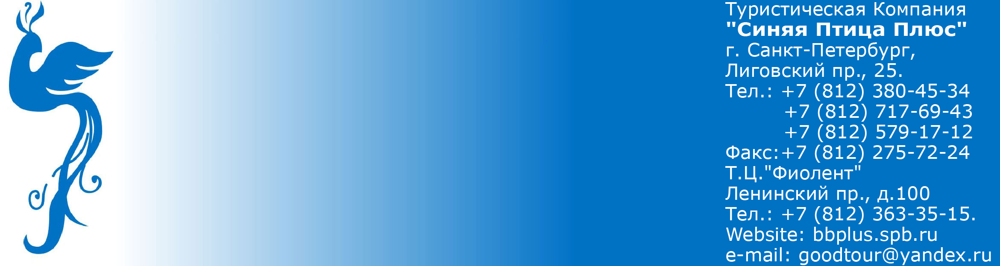 Туристическая Компания
"Синяя Птица Плюс"
г. Санкт-Петербург,
Лиговский пр., 25.
Тел.: +7 (812) 380-45-34
+7 (812) 717-69-43
+7 (812) 579-17-12
Факс:+7 (812) 275-72-24
Т.Ц."Фиолент"
Ленинский пр., д.100
Тел.: +7 (812) 363-35-15.
Website: bbplus.spb.ru
e-mail: goodtour@yandex.ru